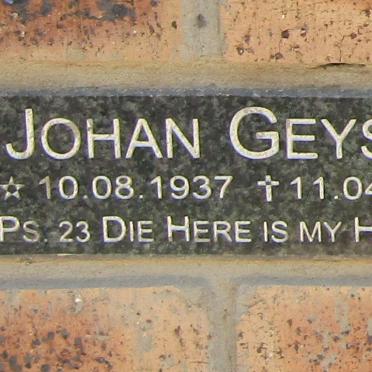 JOHAN GEYS
☆ 10.08.1937 ✝ 11.04
PS. 23 DIE HERE IS MY H